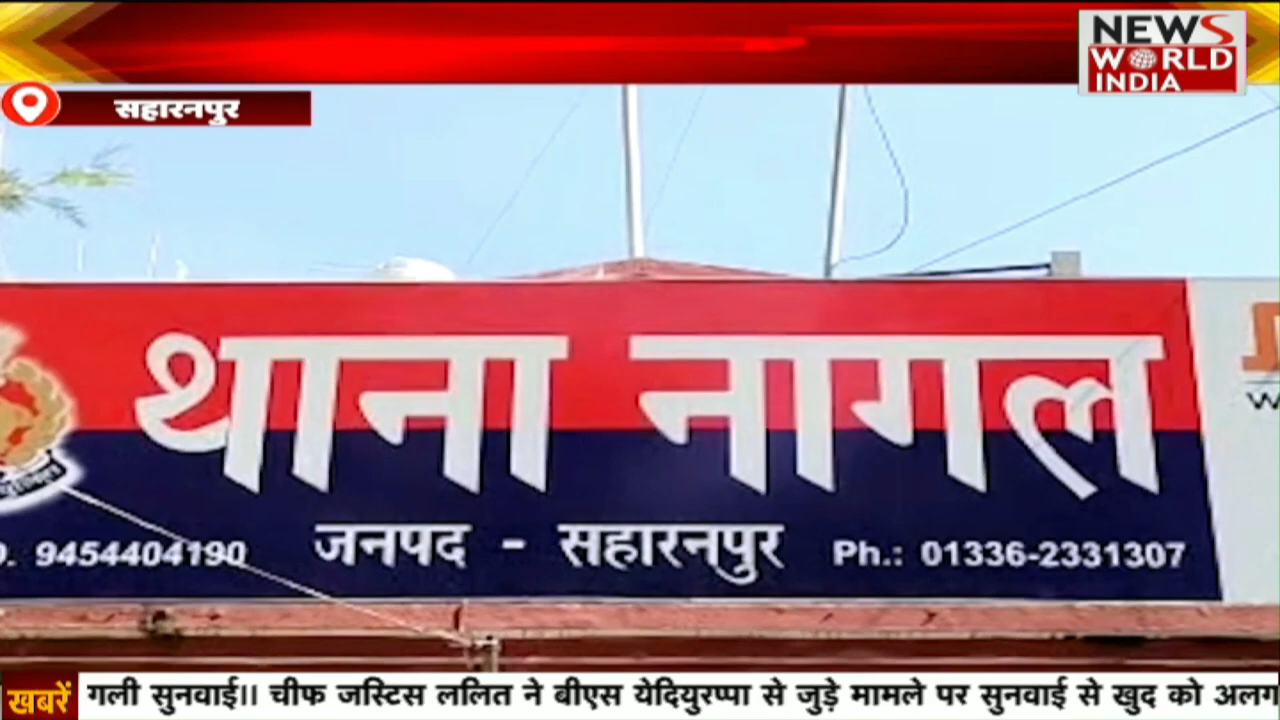 NEWS
WORLD
INDIA
सहारनपुर
थाना नागल
9454404190 जनपद - सहारनपुर Ph.: 01336-2331307
खबरें गली सुनवाई॥ चीफ जस्टिस ललित ने बीएस येदियुरप्पा से जुड़े मामले पर सुनवाई से खुद को अलग